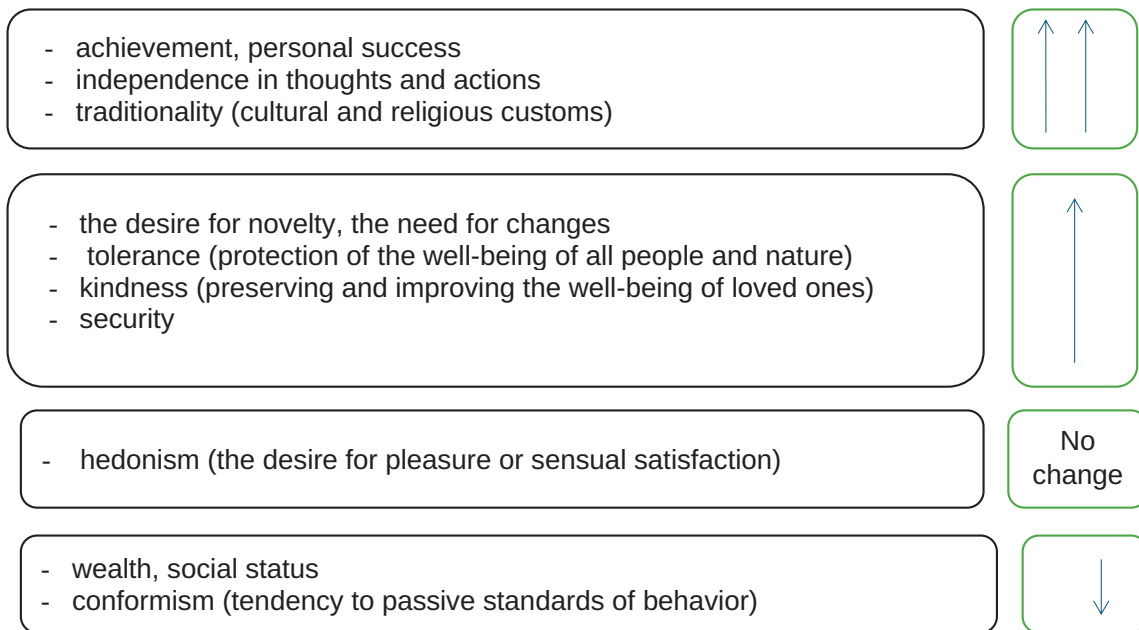 - achievement, personal success
- independence in thoughts and actions
- traditionality (cultural and religious customs)
- the desire for novelty, the need for changes
- tolerance (protection of the well-being of all people and nature)
- kindness (preserving and improving the well-being of loved ones)
- security
- hedonism (the desire for pleasure or sensual satisfaction)
No
change
- wealth, social status
- conformism (tendency to passive standards of behavior)